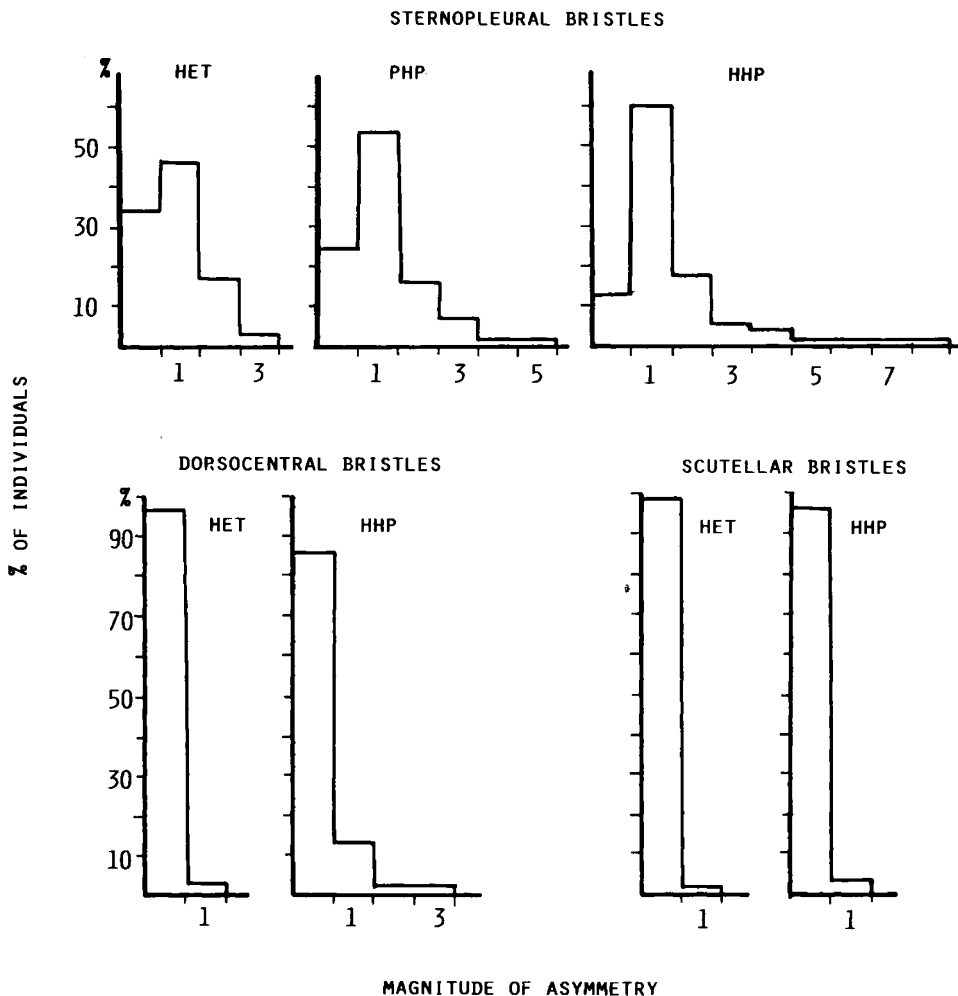 STERNOPLEURAL BRISTLES
% HET PHP HHP
50
30
10
1 3 1 3 5 1 3 5 7
% OF INDIVIDUALS
DORSOCENTRAL BRISTLES SCUTELLAR BRISTLES
% HET HHP HET HHP
90
70
50
30
10
1 1 3 1 1
MAGNITUDE OF ASYMMETRY